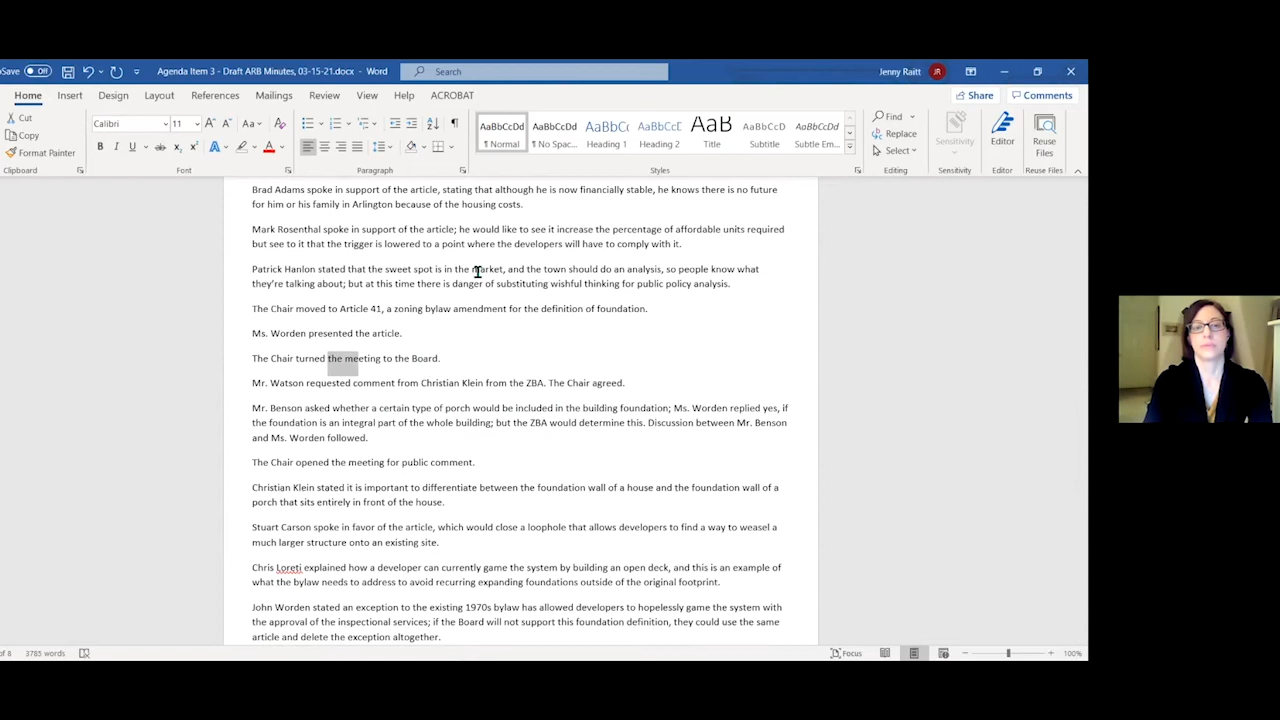 Save Off Agenda Item 3 - Draft ARB Minutes, 03-15-21.docx - Word Search Jenny Raitt JR
Home Insert Design Layout References Mailings Review View Help ACROBAT Share Comments
Cut
Copy
Format Painter
Clipboard
Calibri 11 A A Aa A
B I U ab x₂ x² A A
Font
Paragraph
AaBbCcDd AaBbCcDd AaBbCc AaBbCcC AaB AaBbCcD AaBbCcDd
¶ Normal ¶ No Spac... Heading 1 Heading 2 Title Subtitle Subtle Em...
Styles
Find
Replace
Select
Editing
Sensitivity
Sensitivity
Editor
Editor
Reuse
Files
Reuse Files
Brad Adams spoke in support of the article, stating that although he is now financially stable, he knows there is no future
for him or his family in Arlington because of the housing costs.
Mark Rosenthal spoke in support of the article; he would like to see it increase the percentage of affordable units required
but see to it that the trigger is lowered to a point where the developers will have to comply with it.
Patrick Hanlon stated that the sweet spot is in the market, and the town should do an analysis, so people know what
they're talking about; but at this time there is danger of substituting wishful thinking for public policy analysis.
The Chair moved to Article 41, a zoning bylaw amendment for the definition of foundation.
Ms. Worden presented the article.
The Chair turned the meeting to the Board.
Mr. Watson requested comment from Christian Klein from the ZBA. The Chair agreed.
Mr. Benson asked whether a certain type of porch would be included in the building foundation; Ms. Worden replied yes, if
the foundation is an integral part of the whole building; but the ZBA would determine this. Discussion between Mr. Benson
and Ms. Worden followed.
The Chair opened the meeting for public comment.
Christian Klein stated it is important to differentiate between the foundation wall of a house and the foundation wall of a
porch that sits entirely in front of the house.
Stuart Carson spoke in favor of the article, which would close a loophole that allows developers to find a way to weasel a
much larger structure onto an existing site.
Chris Loreti explained how a developer can currently game the system by building an open deck, and this is an example of
what the bylaw needs to address to avoid recurring expanding foundations outside of the original footprint.
John Worden stated an exception to the existing 1970s bylaw has allowed developers to hopelessly game the system with
the approval of the inspectional services; if the Board will not support this foundation definition, they could use the same
article and delete the exception altogether.
of 8 3785 words Focus 100%